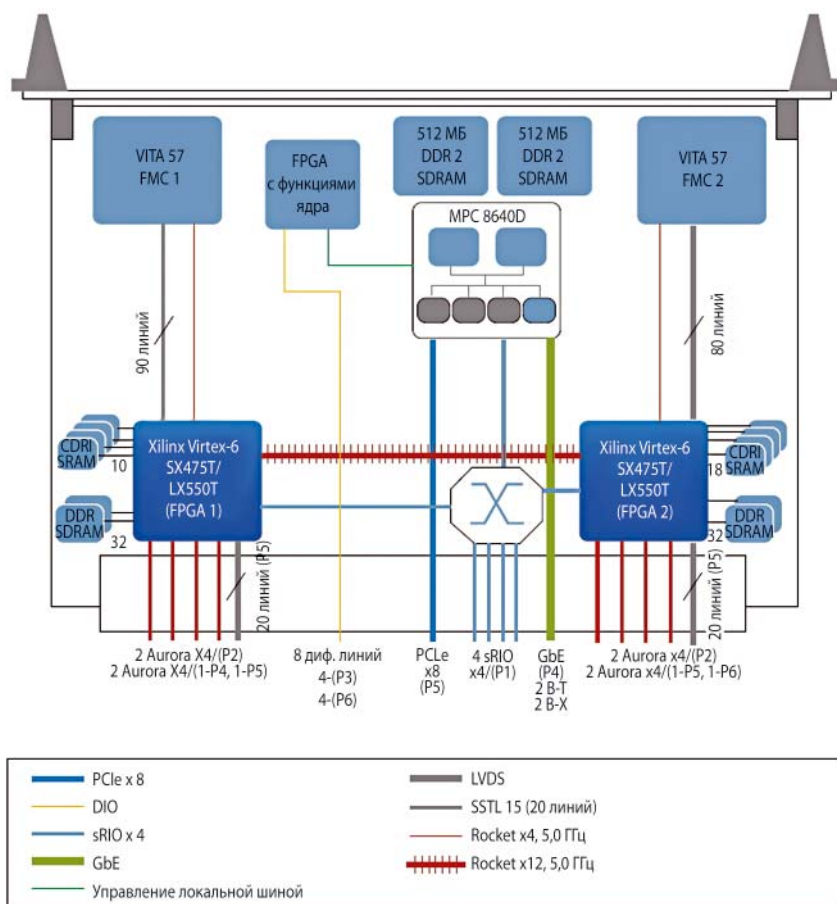 VITA 57
FMC 1
FPGA
с функциями
ядра
512 МБ
DDR 2
SDRAM
512 МБ
DDR 2
SDRAM
VITA 57
FMC 2
MPC 8640D
90 линий
80 линий
CDRI
SRAM
10
Xilinx Virtex-6
SX475T/
LX550T
(FPGA 1)
DDR
SDRAM
32
Xilinx Virtex-6
SX475T/
LX550T
(FPGA 2)
18
CDRI
SRAM
DDR
SDRAM
32
20 линий (P5)
20 линий (P5)
2 Aurora X4/(P2)
2 Aurora X4/(1-P4, 1-P5)
8 диф. линий
4-(P3)
4-(P6)
PCLe
x8
(P5)
4 sRIO
x4/(P1)
GbE
(P4)
2 B-T
2 B-X
2 Aurora x4/(P2)
2 Aurora x4/(1-P5, 1-P6)
PCIe x 8
DIO
sRIO x 4
GbE
Управление локальной шиной
LVDS
SSTL 15 (20 линий)
Rocket x4, 5,0 ГГц
Rocket x12, 5,0 ГГц